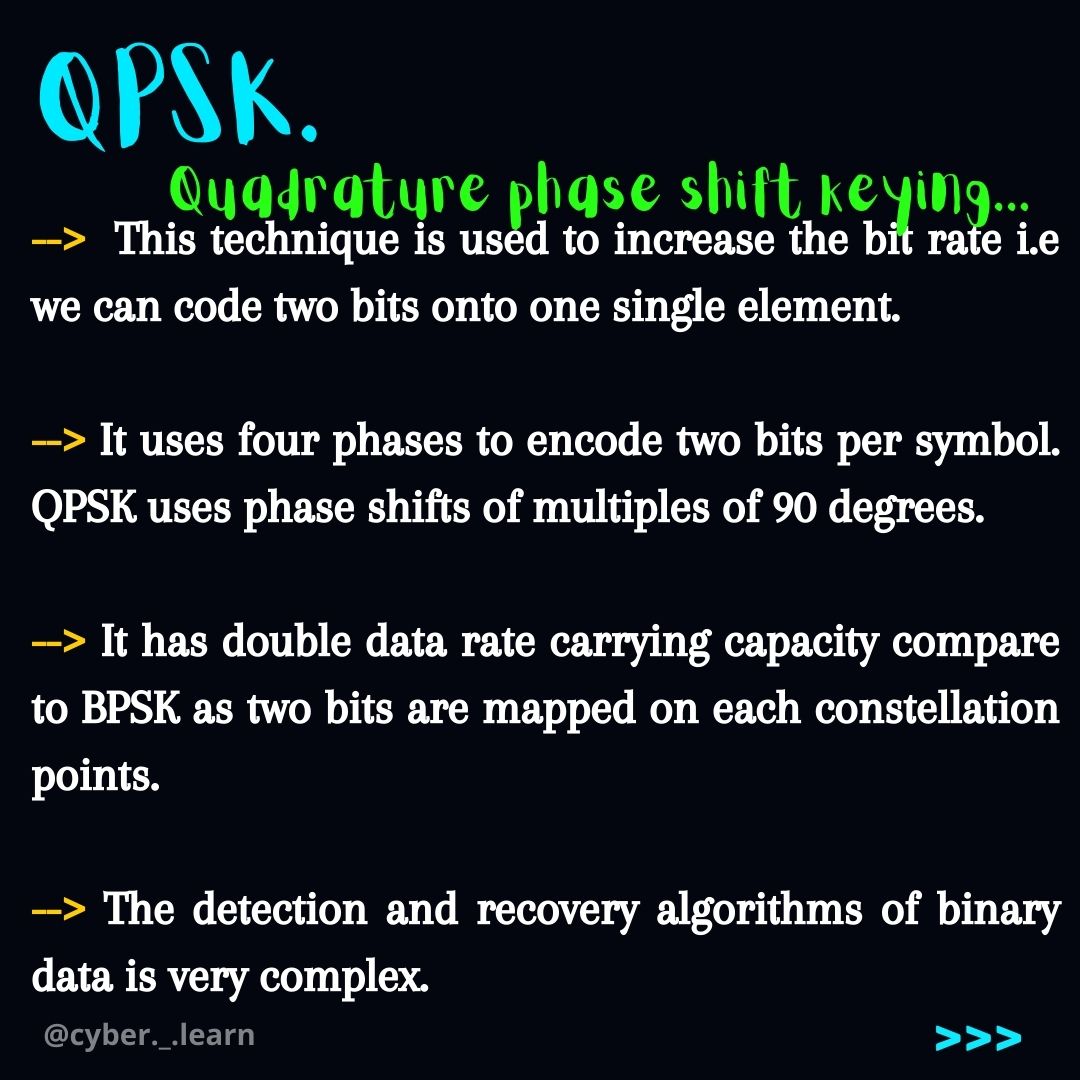 QPSK.
Quadrature phase shift keying...
--> This technique is used to increase the bit rate i.e
we can code two bits onto one single element.
--> It uses four phases to encode two bits per symbol.
QPSK uses phase shifts of multiples of 90 degrees.
--> It has double data rate carrying capacity compare
to BPSK as two bits are mapped on each constellation
points.
--> The detection and recovery algorithms of binary
data is very complex.
@cyber._.learn
>>>